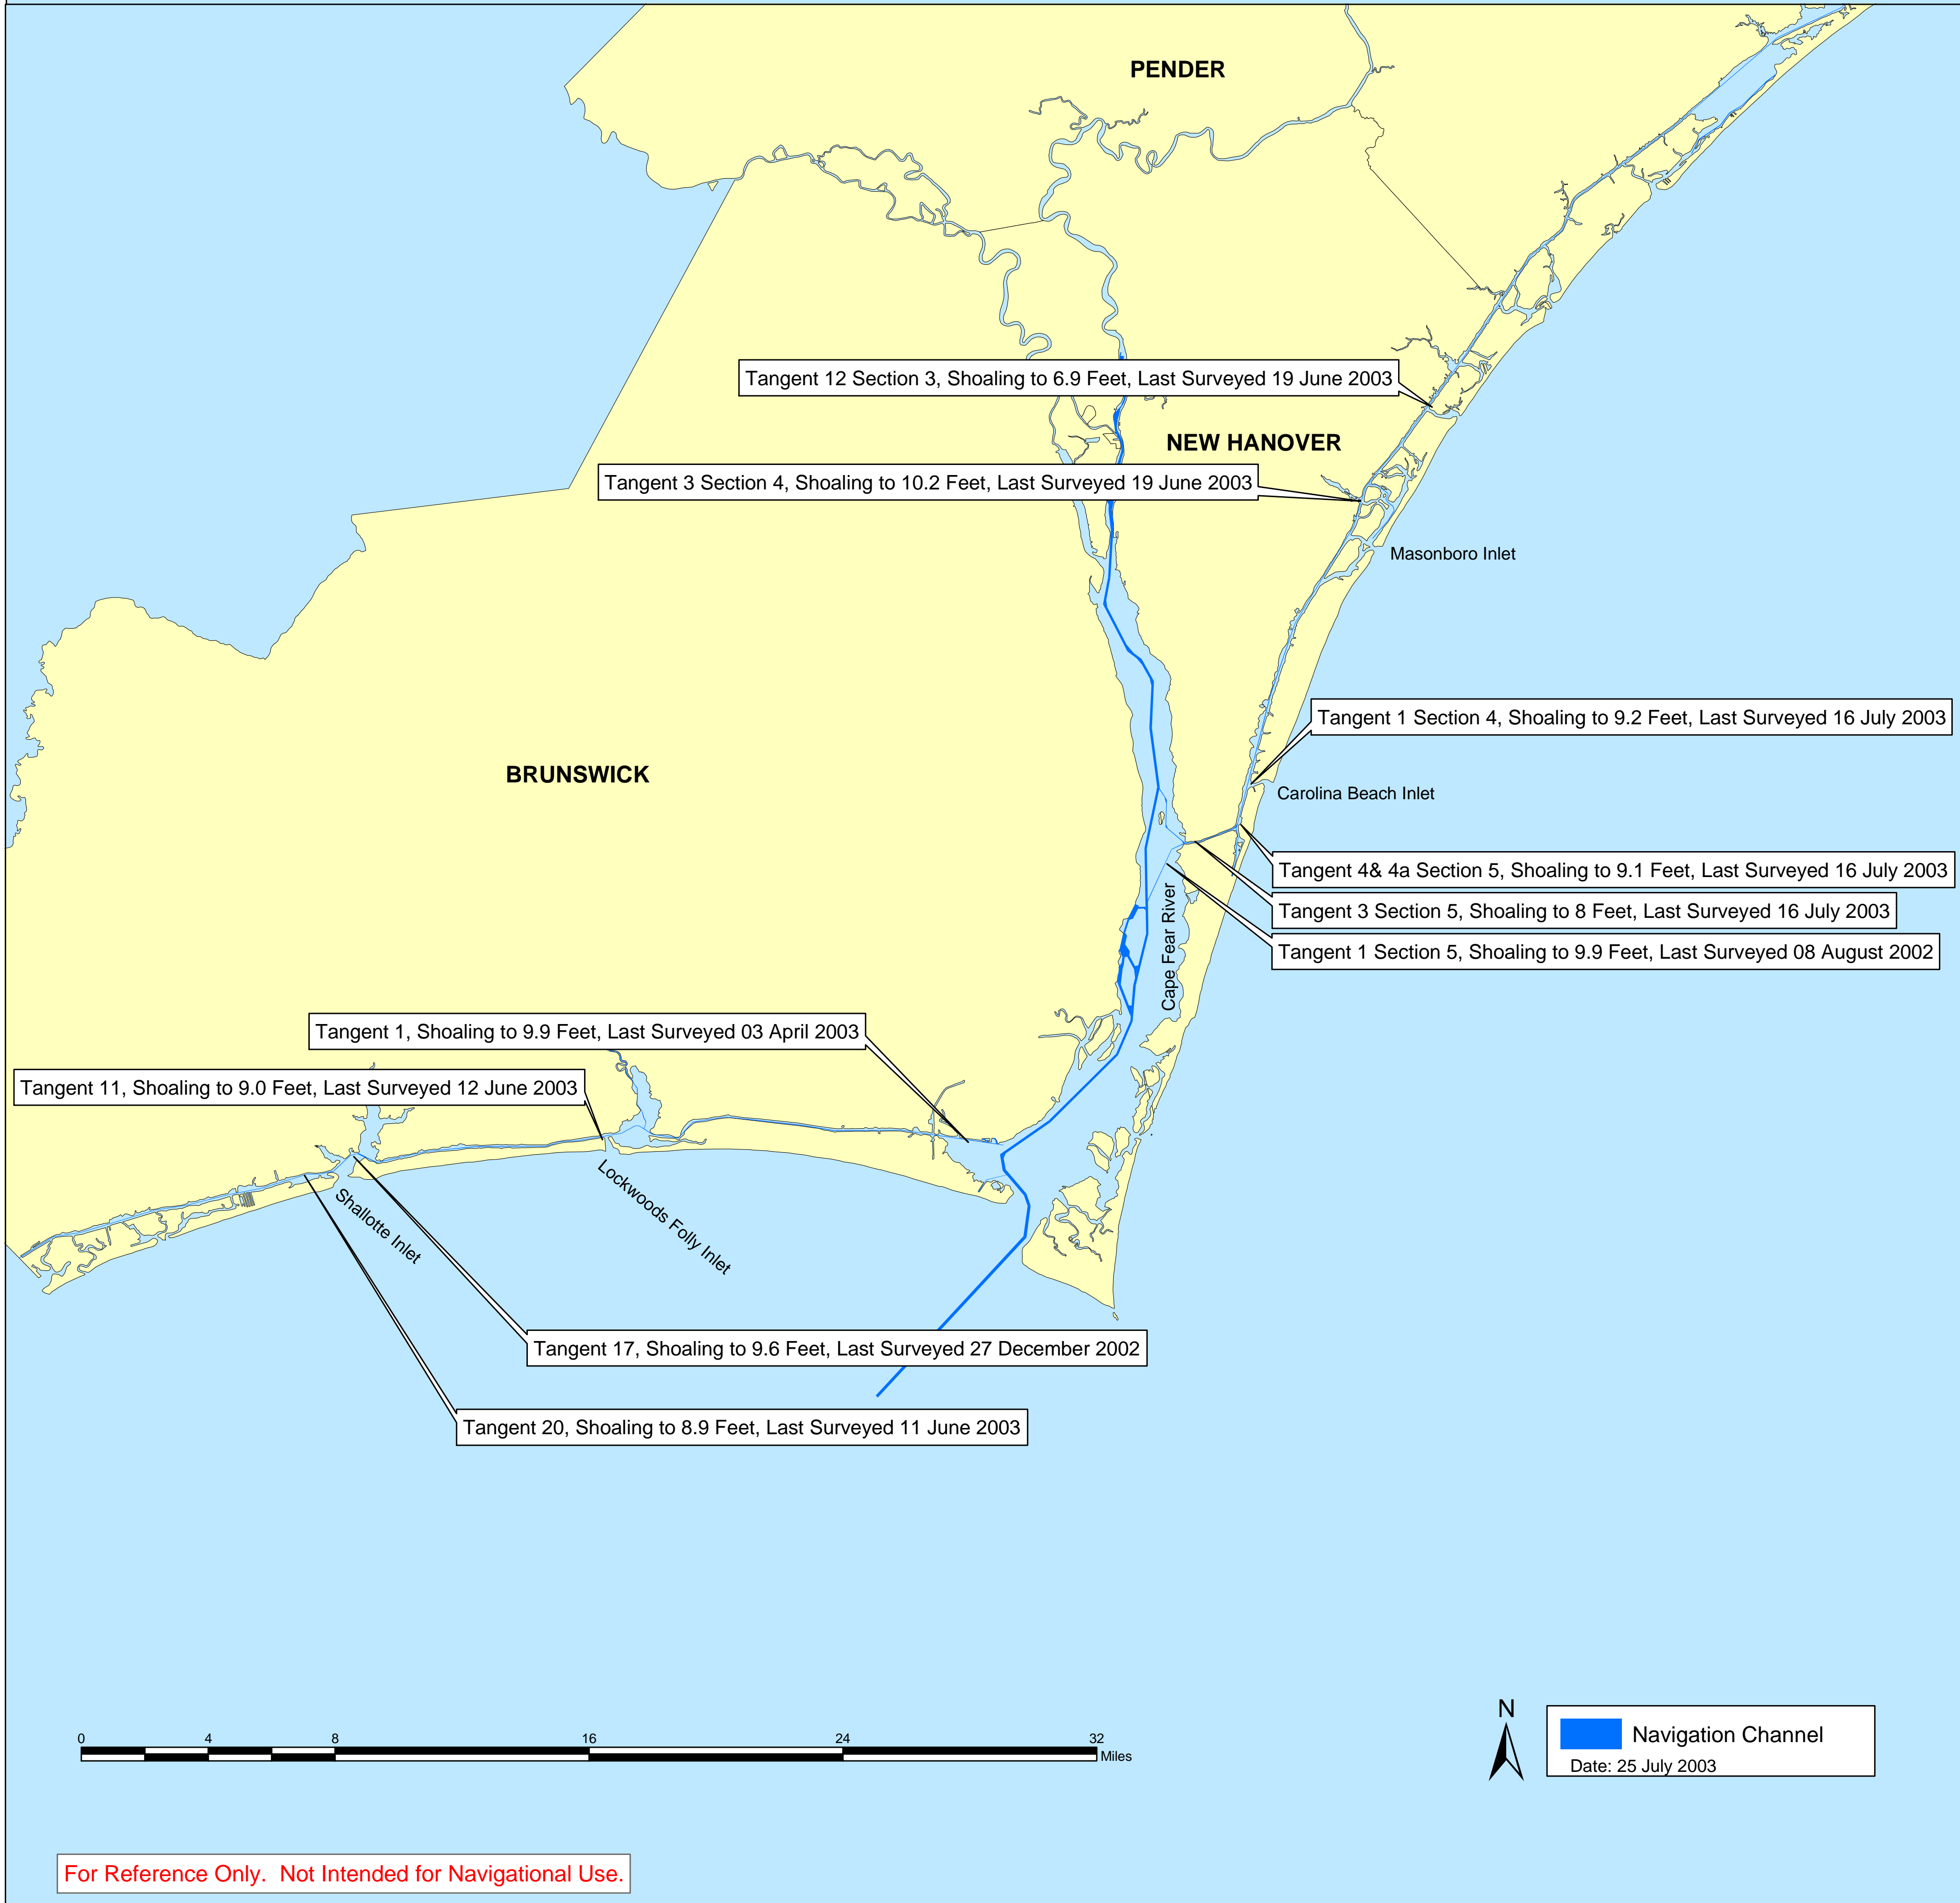 PENDER
Tangent 12 Section 3, Shoaling to 6.9 Feet, Last Surveyed 19 June 2003
NEW HANOVER
Tangent 3 Section 4, Shoaling to 10.2 Feet, Last Surveyed 19 June 2003
Masonboro Inlet
Tangent 1 Section 4, Shoaling to 9.2 Feet, Last Surveyed 16 July 2003
BRUNSWICK
Carolina Beach Inlet
Tangent 4& 4a Section 5, Shoaling to 9.1 Feet, Last Surveyed 16 July 2003
Tangent 3 Section 5, Shoaling to 8 Feet, Last Surveyed 16 July 2003
Cape Fear River
Tangent 1 Section 5, Shoaling to 9.9 Feet, Last Surveyed 08 August 2002
Tangent 1, Shoaling to 9.9 Feet, Last Surveyed 03 April 2003
Tangent 11, Shoaling to 9.0 Feet, Last Surveyed 12 June 2003
Lockwoods Folly Inlet
Shallotte Inlet
Tangent 17, Shoaling to 9.6 Feet, Last Surveyed 27 December 2002
Tangent 20, Shoaling to 8.9 Feet, Last Surveyed 11 June 2003
0 4 8 16 24 32
Miles
N
Navigation Channel
Date: 25 July 2003
For Reference Only.  Not Intended for Navigational Use.